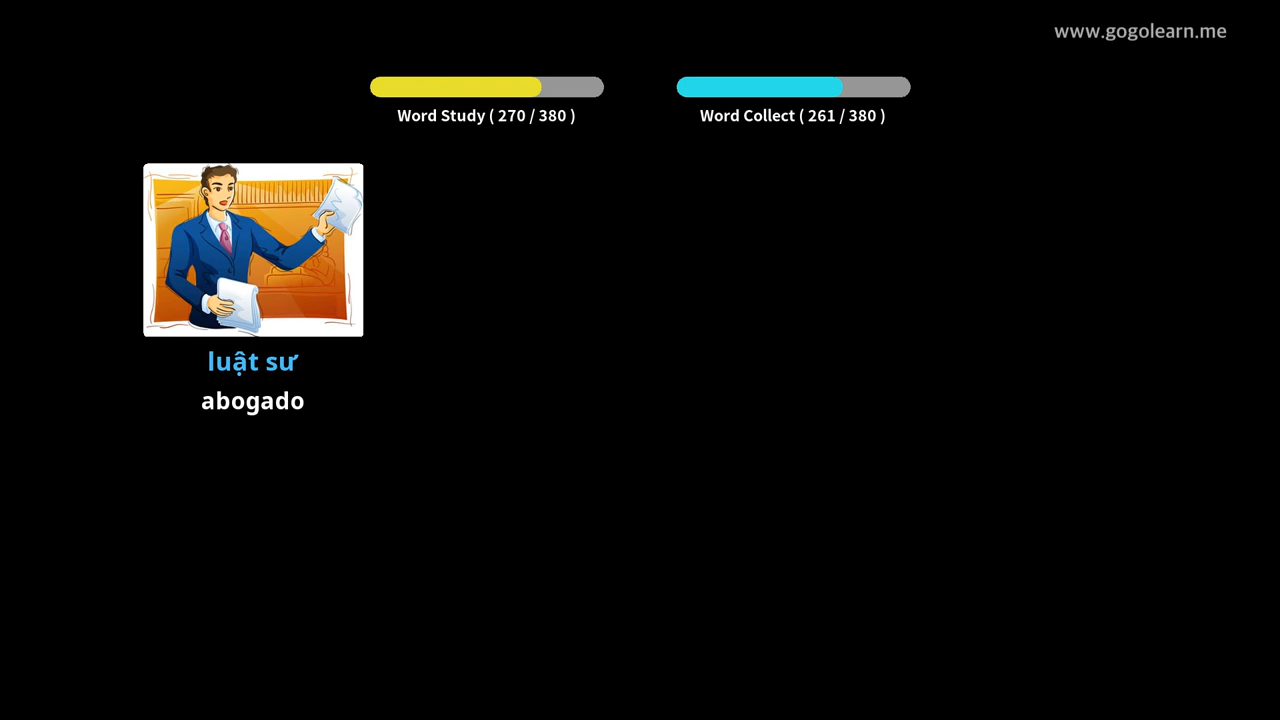 www.gogolearn.me
Word Study ( 270 / 380 )
Word Collect ( 261 / 380 )
luật sư
abogado